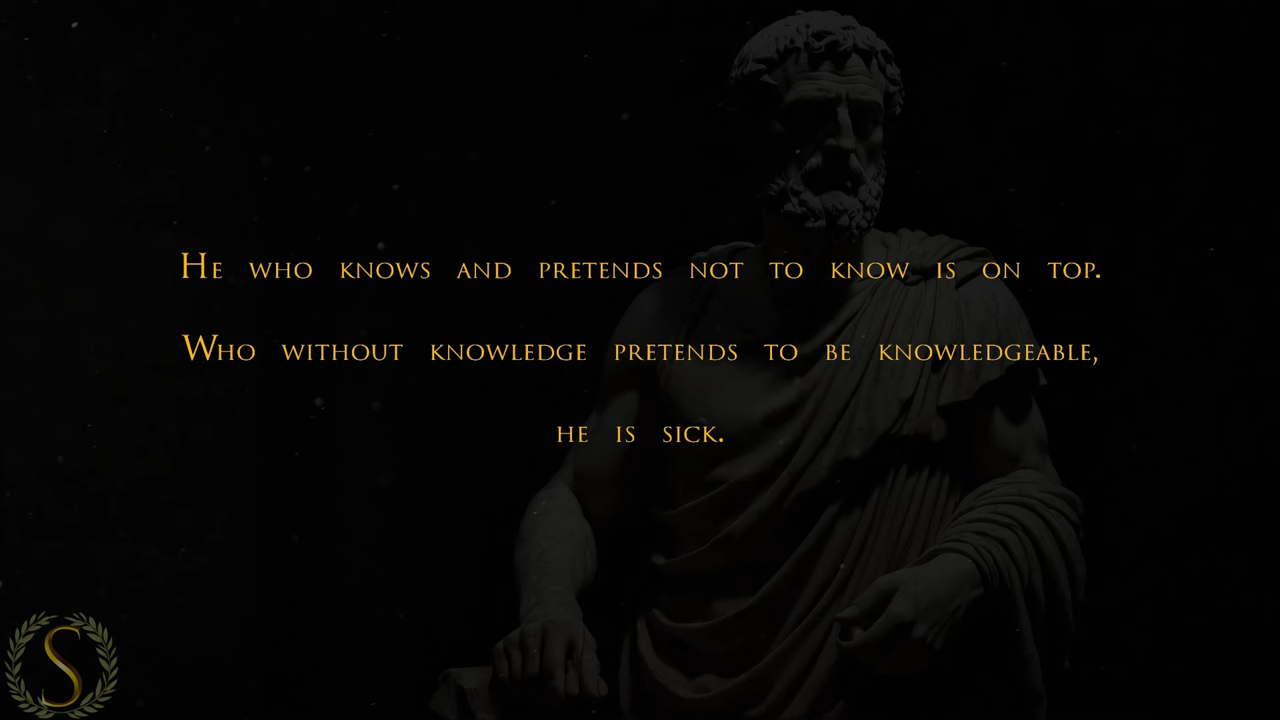 He who knows and pretends not to know is on top.
Who without knowledge pretends to be knowledgeable,
he is sick.
S